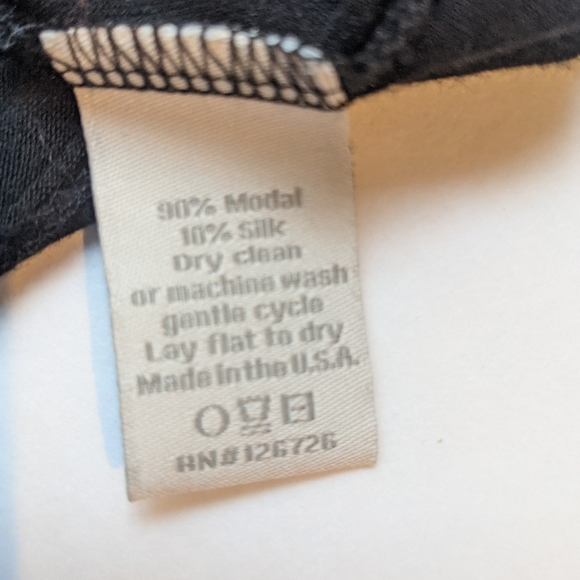 90% Modal
10% Silk
Dry clean
or machine wash
gentle cycle
Lay flat to dry
Made in the U.S.A.
RN#126726